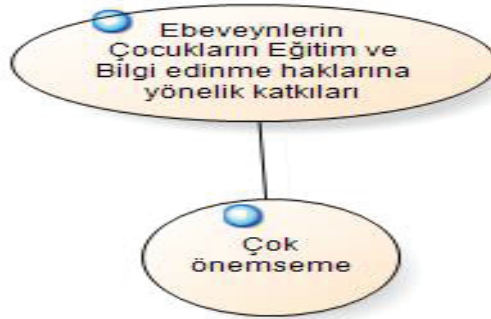 Ebeveynlerin
Çocukların Eğitim ve
Bilgi edinme haklarına
yönelik katkıları
Çok
önemseme